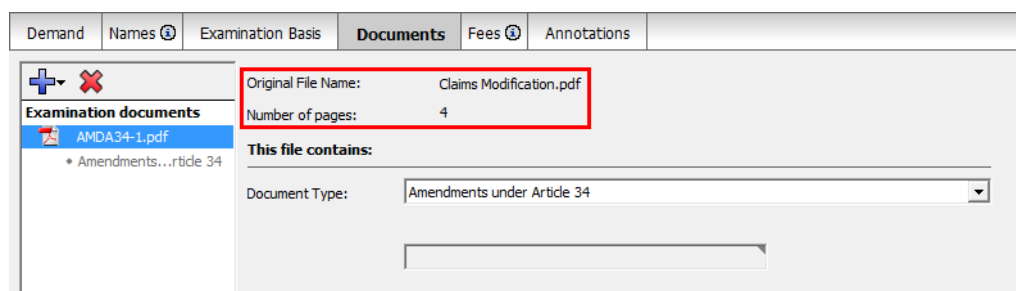 Demand Names Examination Basis Documents Fees Annotations
Original File Name: Claims Modification.pdf
Examination documents
Number of pages: 4
AMDA34-1.pdf
This file contains:
• Amendments...rticle 34
Document Type: Amendments under Article 34